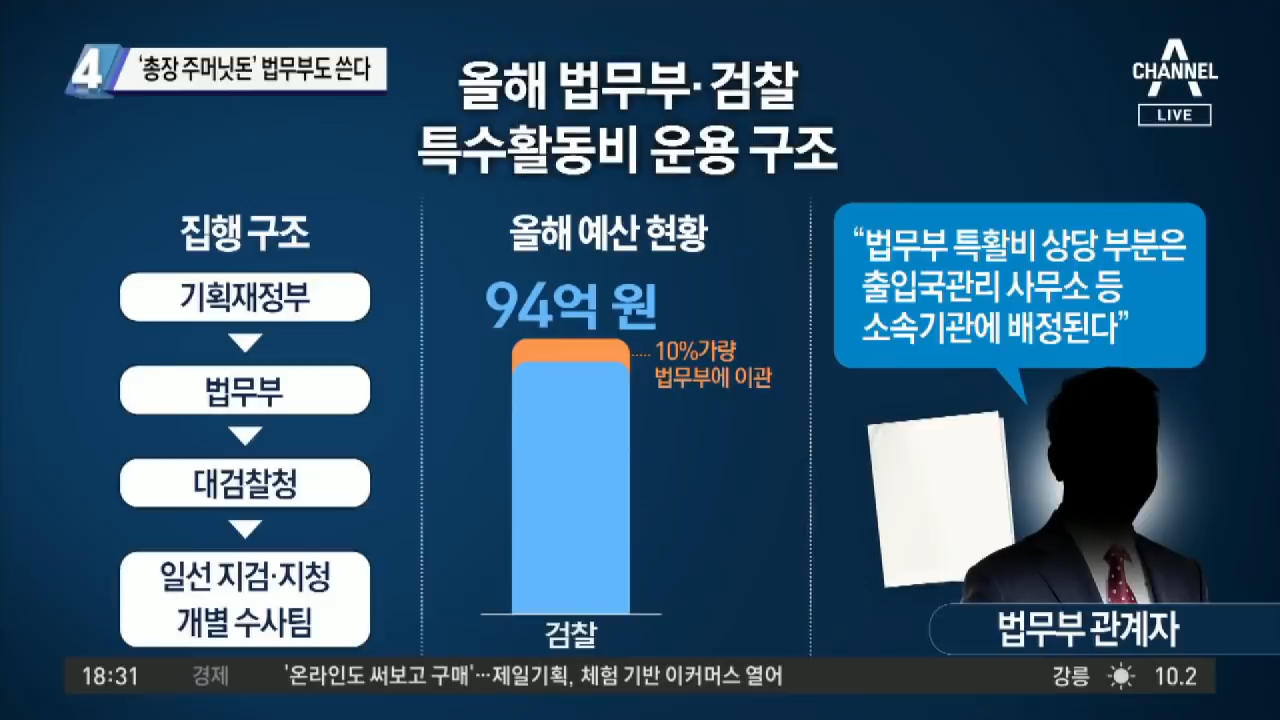 4 '총장 주머닛돈' 법무부도 쓴다
CHANNEL A
LIVE
올해 법무부·검찰
특수활동비 운용 구조
집행 구조
기획재정부
법무부
대검찰청
일선 지검·지청
개별 수사팀
올해 예산 현황
94억 원
10%가량
법무부에 이관
검찰
“법무부 특활비 상당 부분은
출입국관리 사무소 등
소속기관에 배정된다”
법무부 관계자
18:31 경제 '온라인도 써보고 구매'…제일기획, 체험 기반 이커머스 열어 강릉 10.2